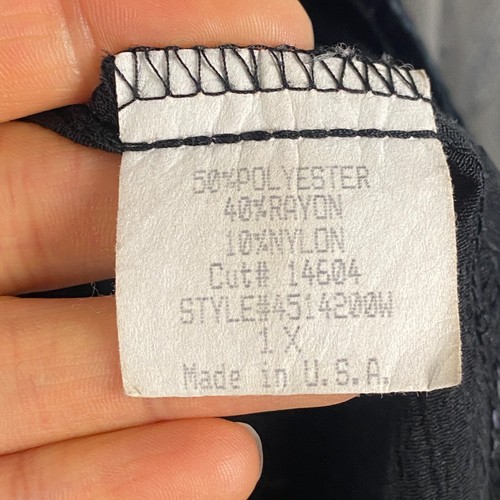 50%POLYESTER
40%RAYON
10%NYLON
Cut# 14604
STYLE#4514200W
1X
Made in U.S.A.